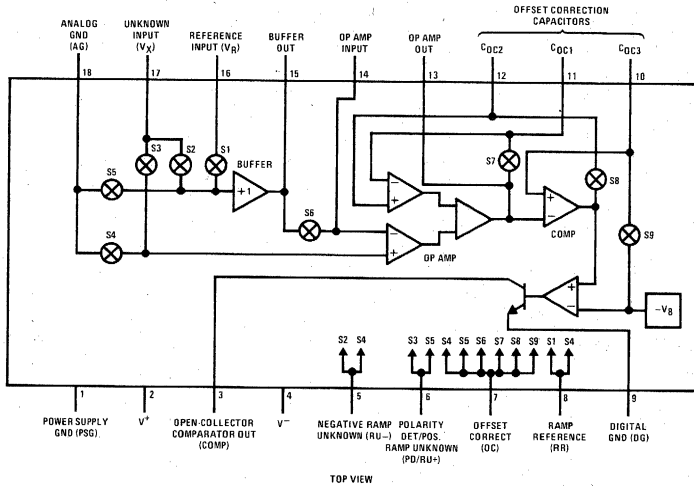 OFFSET CORRECTION
CAPACITORS
ANALOG
GND
(AG)
UNKNOWN
INPUT
(VX)
REFERENCE
INPUT (VR)
BUFFER
OUT
OP AMP
INPUT
OP AMP
OUT
COC2
COC1
COC3
18
17
16
15
14
13
12
11
10
S3
S2
S1
BUFFER
S7
S8
S5
+1
S6
COMP
S9
S4
OP AMP
-VB
S2 S4
S3 S5
S4 S5 S6 S7 S8 S9
S1 S4
1
2
3
4
5
6
7
8
9
POWER SUPPLY
GND (PSG)
V+
OPEN-COLLECTOR
COMPARATOR OUT
(COMP)
V−
NEGATIVE RAMP
UNKNOWN (RU−)
POLARITY
DET/POS.
RAMP UNKNOWN
(PD/RU+)
OFFSET
CORRECT
(OC)
RAMP
REFERENCE
(RR)
DIGITAL
GND (DG)
TOP VIEW